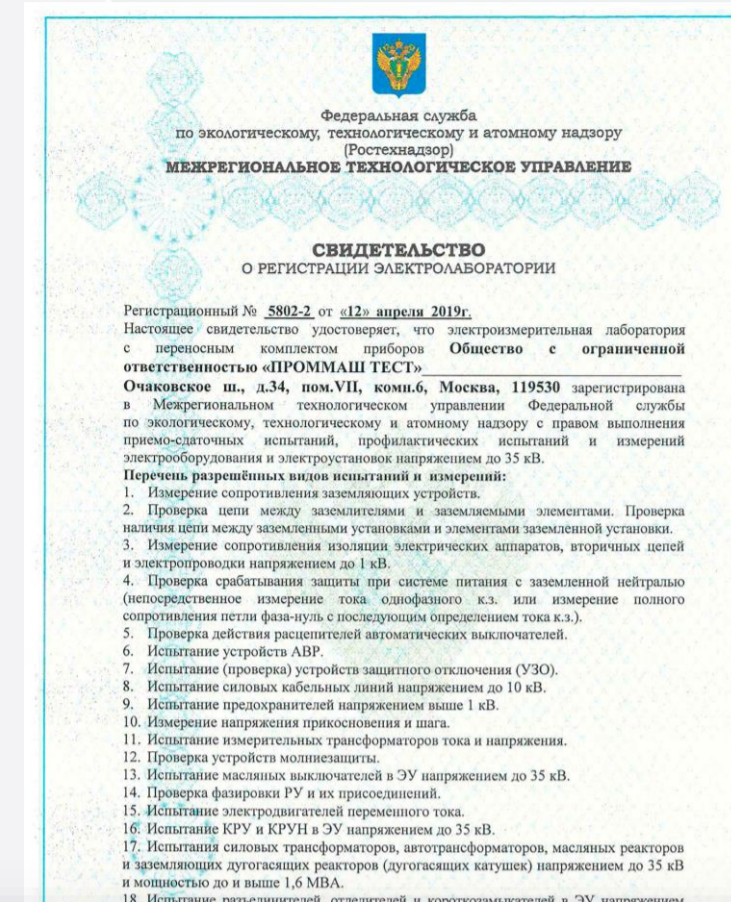 Федеральная служба
по экологическому, технологическому и атомному надзору
(Ростехнадзор)
МЕЖРЕГИОНАЛЬНОЕ ТЕХНОЛОГИЧЕСКОЕ УПРАВЛЕНИЕ
СВИДЕТЕЛЬСТВО
О РЕГИСТРАЦИИ ЭЛЕКТРОЛАБОРАТОРИИ
Регистрационный № 5802-2 от «12» апреля 2019г.
Настоящее свидетельство удостоверяет, что электроизмерительная лаборатория
с переносным комплектом приборов Общество с ограниченной
ответственностью «ПРОММАШ ТЕСТ»
Очаковское ш., д.34, пом.VII, комн.6, Москва, 119530 зарегистрирована
в Межрегиональном технологическом управлении Федеральной службы
по экологическому, технологическому и атомному надзору с правом выполнения
приемо-сдаточных испытаний, профилактических испытаний и измерений
электрооборудования и электроустановок напряжением до 35 кВ.
Перечень разрешённых видов испытаний и измерений:
1. Измерение сопротивления заземляющих устройств.
2. Проверка цепи между заземлителями и заземляемыми элементами. Проверка
наличия цепи между заземленными установками и элементами заземленной установки.
3. Измерение сопротивления изоляции электрических аппаратов, вторичных цепей
и электропроводки напряжением до 1 кВ.
4. Проверка срабатывания защиты при системе питания с заземленной нейтралью
(непосредственное измерение тока однофазного к.з. или измерение полного
сопротивления петли фаза-нуль с последующим определением тока к.з.).
5. Проверка действия расцепителей автоматических выключателей.
6. Испытание устройств АВР.
7. Испытание (проверка) устройств защитного отключения (УЗО).
8. Испытание силовых кабельных линий напряжением до 10 кВ.
9. Испытание предохранителей напряжением выше 1 кВ.
10. Измерение напряжения прикосновения и шага.
11. Испытание измерительных трансформаторов тока и напряжения.
12. Проверка устройств молниезащиты.
13. Испытание масляных выключателей в ЭУ напряжением до 35 кВ.
14. Проверка фазировки РУ и их присоединений.
15. Испытание электродвигателей переменного тока.
16. Испытание КРУ и КРУН в ЭУ напряжением до 35 кВ.
17. Испытания силовых трансформаторов, автотрансформаторов, масляных реакторов
и заземляющих дугогасящих реакторов (дугогасящих катушек) напряжением до 35 кВ
и мощностью до и выше 1,6 МВА.
18. Испытание разъединителей, отделителей и короткозамыкателей в ЭУ напряжением